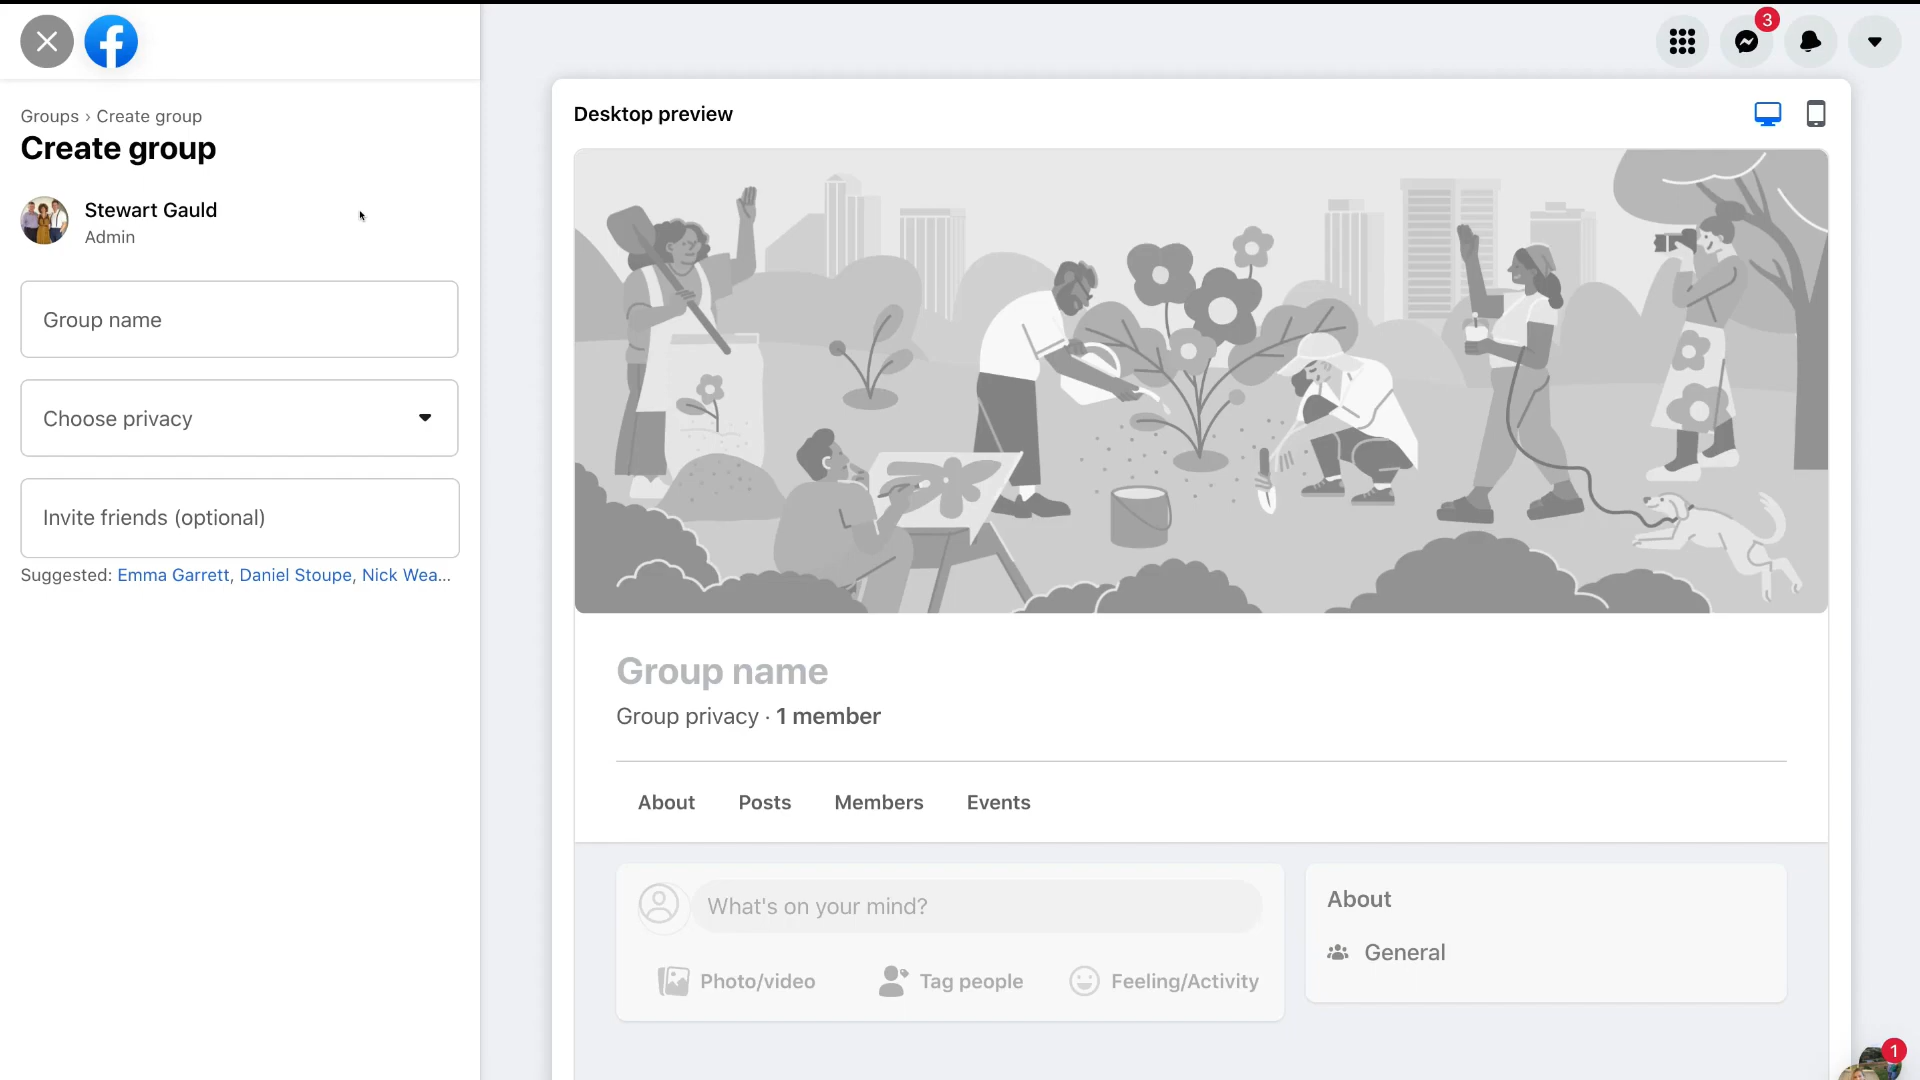 3
Groups › Create group
Create group
Stewart Gauld
Admin
Group name
Choose privacy
Invite friends (optional)
Suggested: Emma Garrett, Daniel Stoupe, Nick Wea...
Desktop preview
Group name
Group privacy · 1 member
About Posts Members Events
What's on your mind?
Photo/video Tag people Feeling/Activity
About
General
1